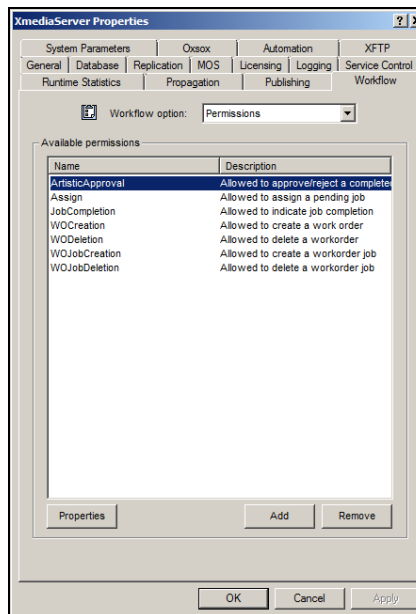 XmediaServer Properties
System Parameters Oxsox Automation XFTP
General Database Replication MOS Licensing Logging Service Control
Runtime Statistics Propagation Publishing Workflow
Workflow option: Permissions
Available permissions
Name Description
ArtisticApproval Allowed to approve/reject a completed
Assign Allowed to assign a pending job
JobCompletion Allowed to indicate job completion
WOCreation Allowed to create a work order
WODeletion Allowed to delete a workorder
WOJobCreation Allowed to create a workorder job
WOJobDeletion Allowed to delete a workorder job
Properties Add Remove
OK Cancel Apply